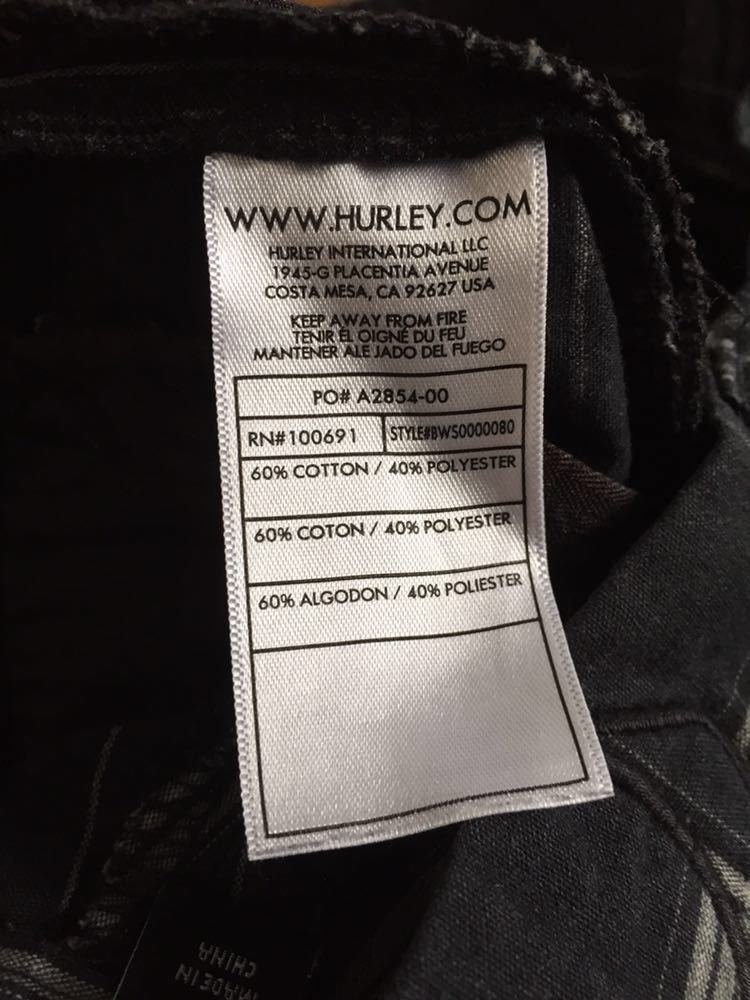 WWW.HURLEY.COM
HURLEY INTERNATIONAL LLC
1945-G PLACENTIA AVENUE
COSTA MESA, CA 92627 USA
KEEP AWAY FROM FIRE
TENIR ÉL OIGNÉ DU FEU
MANTENER ALE JADO DEL FUEGO
PO# A2854-00
RN#100691 STYLE#BWS0000080
60% COTTON / 40% POLYESTER
60% COTON / 40% POLYESTER
60% ALGODON / 40% POLIESTER
MADE IN
CHINA